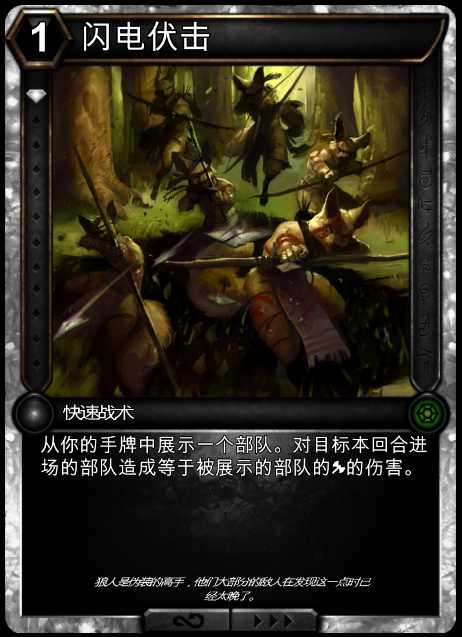 1
闪电伏击
快速战术
从你的手牌中展示一个部队。对目标本回合进
场的部队造成等于被展示的部队的的伤害。
狼人是伪装的高手，他们大部分的敌人在发现这一点时已
经太晚了。